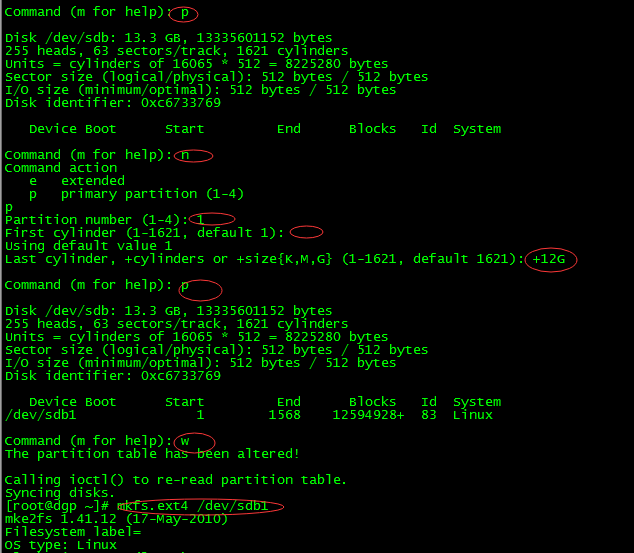 Command (m for help): p
Disk /dev/sdb: 13.3 GB, 13335601152 bytes
255 heads, 63 sectors/track, 1621 cylinders
Units = cylinders of 16065 * 512 = 8225280 bytes
Sector size (logical/physical): 512 bytes / 512 bytes
I/O size (minimum/optimal): 512 bytes / 512 bytes
Disk identifier: 0xc6733769
Device Boot      Start         End      Blocks   Id  System
Command (m for help): n
Command action
e   extended
p   primary partition (1-4)
p
Partition number (1-4): 1
First cylinder (1-1621, default 1):
Using default value 1
Last cylinder, +cylinders or +size{K,M,G} (1-1621, default 1621): +12G
Command (m for help): p
Disk /dev/sdb: 13.3 GB, 13335601152 bytes
255 heads, 63 sectors/track, 1621 cylinders
Units = cylinders of 16065 * 512 = 8225280 bytes
Sector size (logical/physical): 512 bytes / 512 bytes
I/O size (minimum/optimal): 512 bytes / 512 bytes
Disk identifier: 0xc6733769
Device Boot      Start         End      Blocks   Id  System
/dev/sdb1               1        1568    12594928+  83  Linux
Command (m for help): w
The partition table has been altered!
Calling ioctl() to re-read partition table.
Syncing disks.
[root@dgp ~]# mkfs.ext4 /dev/sdb1
mke2fs 1.41.12 (17-May-2010)
Filesystem label=
OS type: Linux